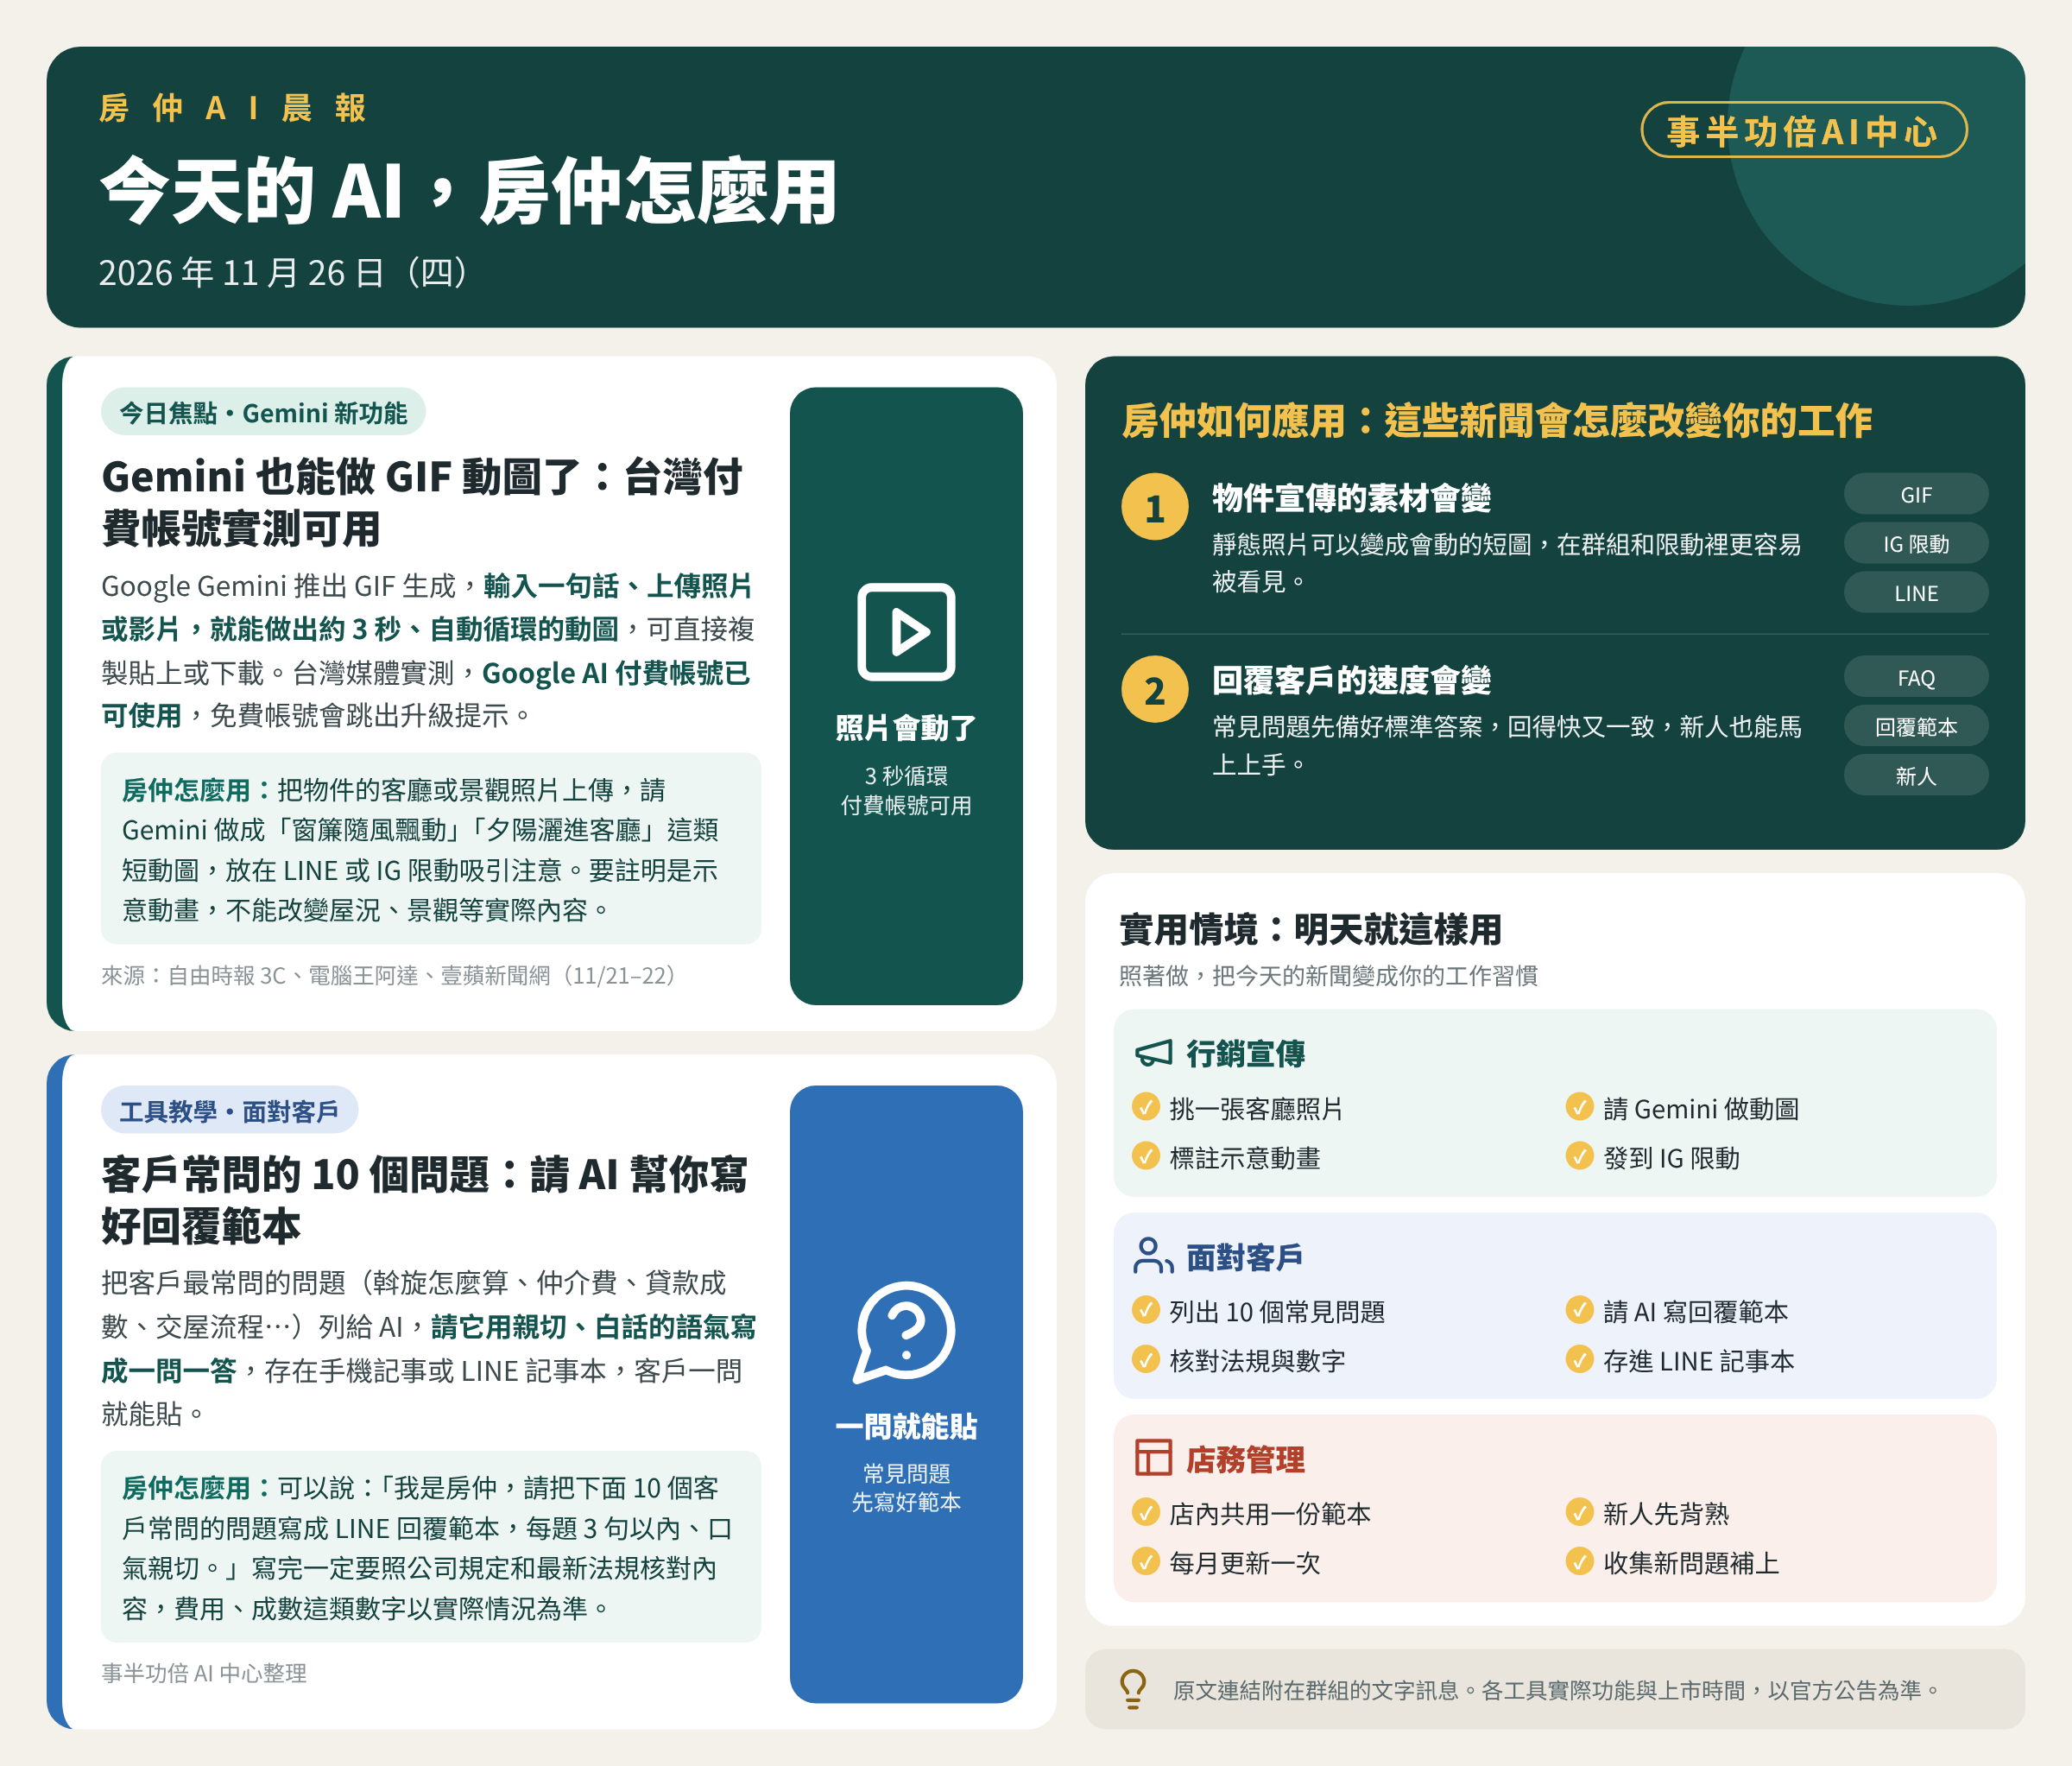 房仲AI晨報
事半功倍AI中心
今天的 AI，房仲怎麼用
2026 年 11 月 26 日（四）
今日焦點・Gemini 新功能
Gemini 也能做 GIF 動圖了：台灣付
費帳號實測可用
Google Gemini 推出 GIF 生成，輸入一句話、上傳照片
或影片，就能做出約 3 秒、自動循環的動圖，可直接複
製貼上或下載。台灣媒體實測，Google AI 付費帳號已
可使用，免費帳號會跳出升級提示。
房仲怎麼用：把物件的客廳或景觀照片上傳，請
Gemini 做成「窗簾隨風飄動」「夕陽灑進客廳」這類
短動圖，放在 LINE 或 IG 限動吸引注意。要註明是示
意動畫，不能改變屋況、景觀等實際內容。
來源：自由時報 3C、電腦王阿達、壹蘋新聞網（11/21–22）
照片會動了
3 秒循環
付費帳號可用
工具教學・面對客戶
客戶常問的 10 個問題：請 AI 幫你寫
好回覆範本
把客戶最常問的問題（斡旋怎麼算、仲介費、貸款成
數、交屋流程⋯）列給 AI，請它用親切、白話的語氣寫
成一問一答，存在手機記事或 LINE 記事本，客戶一問
就能貼。
房仲怎麼用：可以說：「我是房仲，請把下面 10 個客
戶常問的問題寫成 LINE 回覆範本，每題 3 句以內、口
氣親切。」寫完一定要照公司規定和最新法規核對內
容，費用、成數這類數字以實際情況為準。
事半功倍 AI 中心整理
一問就能貼
常見問題
先寫好範本
房仲如何應用：這些新聞會怎麼改變你的工作
1
物件宣傳的素材會變
靜態照片可以變成會動的短圖，在群組和限動裡更容易
被看見。
GIF
IG 限動
LINE
2
回覆客戶的速度會變
常見問題先備好標準答案，回得快又一致，新人也能馬
上上手。
FAQ
回覆範本
新人
實用情境：明天就這樣用
照著做，把今天的新聞變成你的工作習慣
行銷宣傳
挑一張客廳照片
請 Gemini 做動圖
標註示意動畫
發到 IG 限動
面對客戶
列出 10 個常見問題
請 AI 寫回覆範本
核對法規與數字
存進 LINE 記事本
店務管理
店內共用一份範本
新人先背熟
每月更新一次
收集新問題補上
原文連結附在群組的文字訊息。各工具實際功能與上市時間，以官方公告為準。